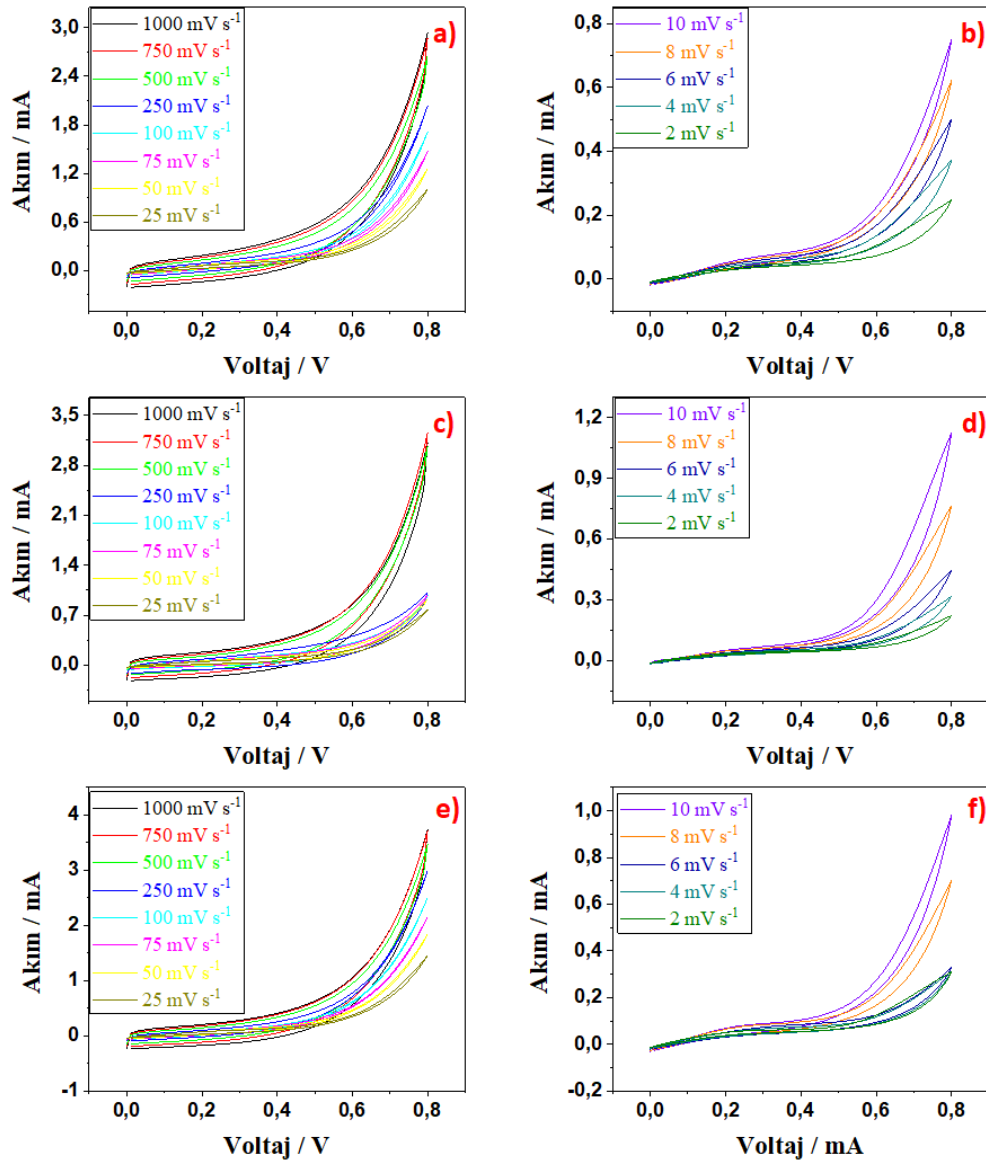 a)
1000 mV s⁻¹
750 mV s⁻¹
500 mV s⁻¹
250 mV s⁻¹
100 mV s⁻¹
75 mV s⁻¹
50 mV s⁻¹
25 mV s⁻¹
Akım / mA
3,0
2,4
1,8
1,2
0,6
0,0
0,0 0,2 0,4 0,6 0,8
Voltaj / V
b)
10 mV s⁻¹
8 mV s⁻¹
6 mV s⁻¹
4 mV s⁻¹
2 mV s⁻¹
Akım / mA
0,8
0,6
0,4
0,2
0,0
0,0 0,2 0,4 0,6 0,8
Voltaj / V
c)
1000 mV s⁻¹
750 mV s⁻¹
500 mV s⁻¹
250 mV s⁻¹
100 mV s⁻¹
75 mV s⁻¹
50 mV s⁻¹
25 mV s⁻¹
Akım / mA
3,5
2,8
2,1
1,4
0,7
0,0
0,0 0,2 0,4 0,6 0,8
Voltaj / V
d)
10 mV s⁻¹
8 mV s⁻¹
6 mV s⁻¹
4 mV s⁻¹
2 mV s⁻¹
Akım / mA
1,2
0,9
0,6
0,3
0,0
0,0 0,2 0,4 0,6 0,8
Voltaj / V
e)
1000 mV s⁻¹
750 mV s⁻¹
500 mV s⁻¹
250 mV s⁻¹
100 mV s⁻¹
75 mV s⁻¹
50 mV s⁻¹
25 mV s⁻¹
Akım / mA
4
3
2
1
0
-1
0,0 0,2 0,4 0,6 0,8
Voltaj / V
f)
10 mV s⁻¹
8 mV s⁻¹
6 mV s⁻¹
4 mV s⁻¹
2 mV s⁻¹
Akım / mA
1,0
0,8
0,6
0,4
0,2
0,0
-0,2
0,0 0,2 0,4 0,6 0,8
Voltaj / mA